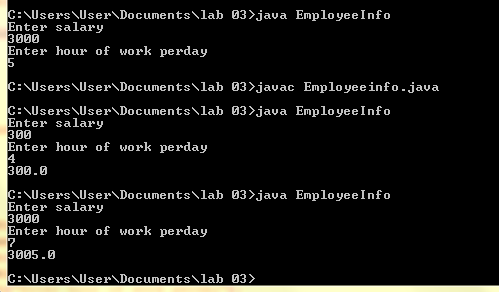 C:\Users\User\Documents\lab 03>java EmployeeInfo
Enter salary
3000
Enter hour of work perday
5
C:\Users\User\Documents\lab 03>javac Employeeinfo.java
C:\Users\User\Documents\lab 03>java EmployeeInfo
Enter salary
300
Enter hour of work perday
4
300.0
C:\Users\User\Documents\lab 03>java EmployeeInfo
Enter salary
3000
Enter hour of work perday
7
3005.0
C:\Users\User\Documents\lab 03>